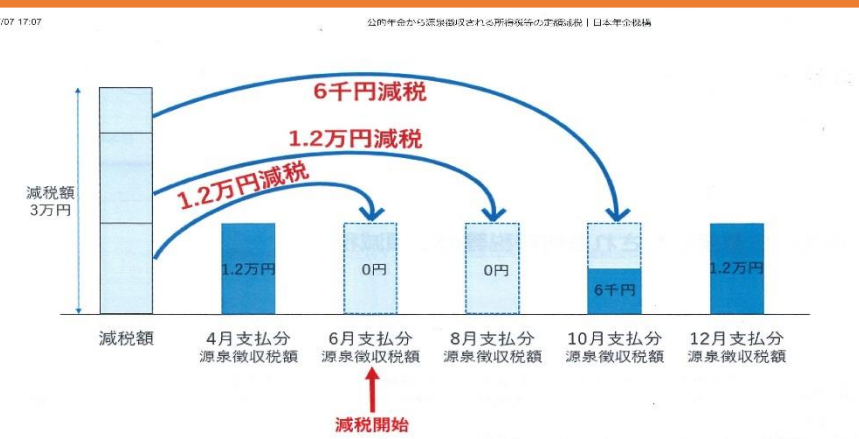 /07 17:07
公的年金から源泉徴収される所得税等の定額減税 | 日本年金機構
6千円減税
1.2万円減税
1.2万円減税
減税額
3万円
1.2万円
0円
0円
6千円
1.2万円
減税額
4月支払分
源泉徴収税額
6月支払分
源泉徴収税額
8月支払分
源泉徴収税額
10月支払分
源泉徴収税額
12月支払分
源泉徴収税額
減税開始